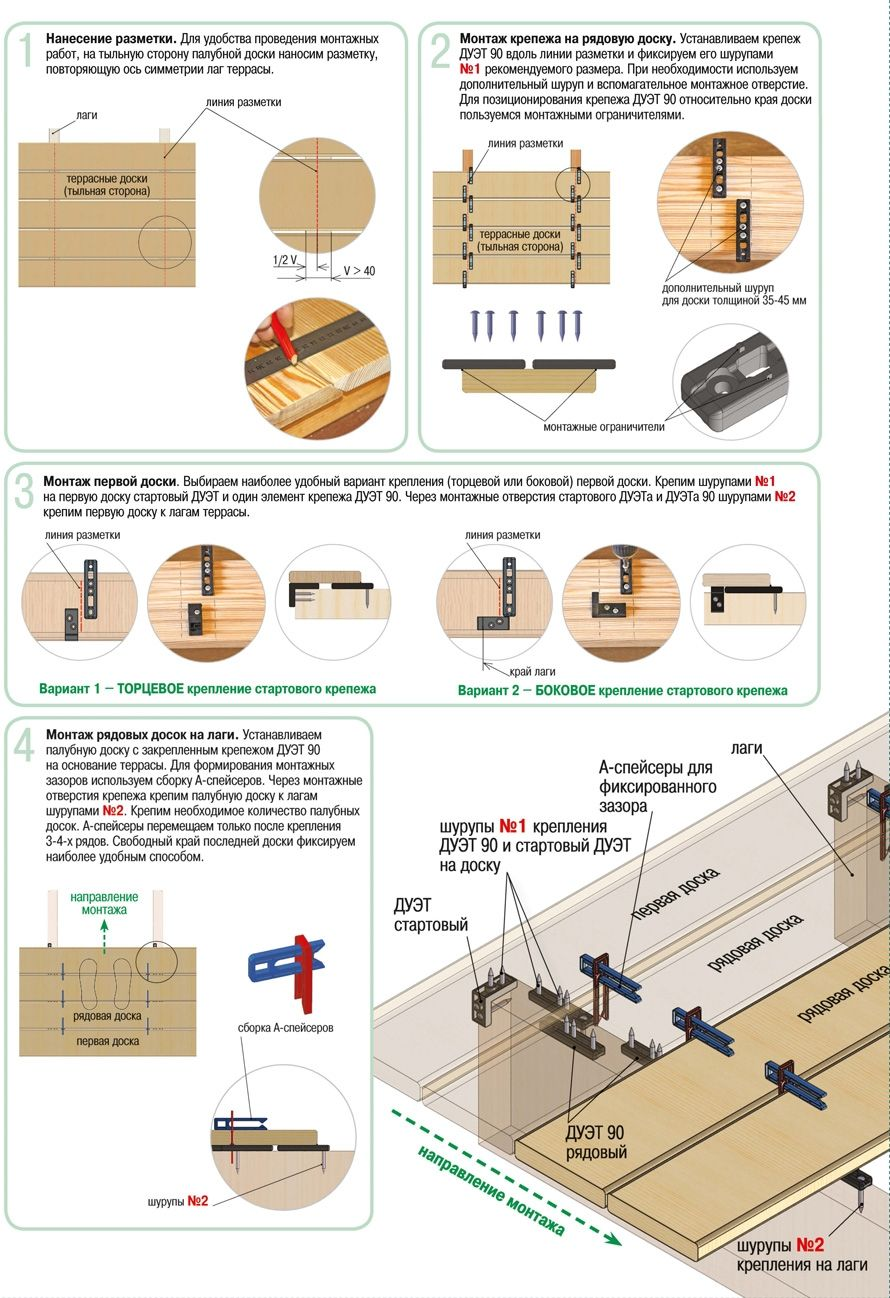 1
Нанесение разметки. Для удобства проведения монтажных
работ, на тыльную сторону палубной доски наносим разметку,
повторяющую ось симметрии лаг террасы.
лаги
линия разметки
террасные доски
(тыльная сторона)
1/2 V
V > 40
2
Монтаж крепежа на рядовую доску. Устанавливаем крепеж
ДУЭТ 90 вдоль линии разметки и фиксируем его шурупами
№1 рекомендуемого размера. При необходимости используем
дополнительный шуруп и вспомагательное монтажное отверстие.
Для позиционирования крепежа ДУЭТ 90 относительно края доски
пользуемся монтажными ограничителями.
линия разметки
террасные доски
(тыльная сторона)
дополнительный шуруп
для доски толщиной 35-45 мм
монтажные ограничители
3
Монтаж первой доски. Выбираем наиболее удобный вариант крепления (торцевой или боковой) первой доски. Крепим шурупами №1
на первую доску стартовый ДУЭТ и один элемент крепежа ДУЭТ 90. Через монтажные отверстия стартового ДУЭТа и ДУЭТа 90 шурупами №2
крепим первую доску к лагам террасы.
линия разметки
линия разметки
край лаги
Вариант 1 – ТОРЦЕВОЕ крепление стартового крепежа
Вариант 2 – БОКОВОЕ крепление стартового крепежа
4
Монтаж рядовых досок на лаги. Устанавливаем
палубную доску с закрепленным крепежом ДУЭТ 90
на основание террасы. Для формирования монтажных
зазоров используем сборку А-спейсеров. Через монтажные
отверстия крепежа крепим палубную доску к лагам
шурупами №2. Крепим необходимое количество палубных
досок. А-спейсеры перемещаем только после крепления
3-4-х рядов. Свободный край последней доски фиксируем
наиболее удобным способом.
направление
монтажа
рядовая доска
первая доска
сборка А-спейсеров
шурупы №2
лаги
А-спейсеры для
фиксированного
зазора
шурупы №1 крепления
ДУЭТ 90 и стартовый ДУЭТ
на доску
ДУЭТ
стартовый
первая доска
рядовая доска
рядовая доска
ДУЭТ 90
рядовый
направление монтажа
шурупы №2
крепления на лаги